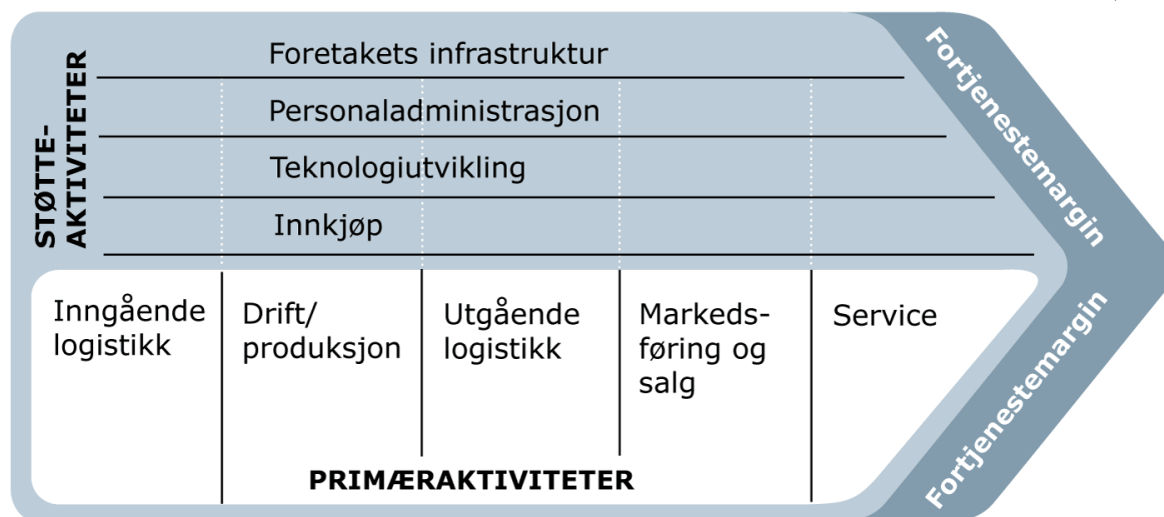 Foretakets infrastruktur
Personaladministrasjon
Teknologiutvikling
Innkjøp
STØTTE-
AKTIVITETER
Fortjenestemargin
Inngående
logistikk
Drift/
produksjon
Utgående
logistikk
Markeds-
føring og
salg
Service
PRIMÆRAKTIVITETER
Fortjenestemargin